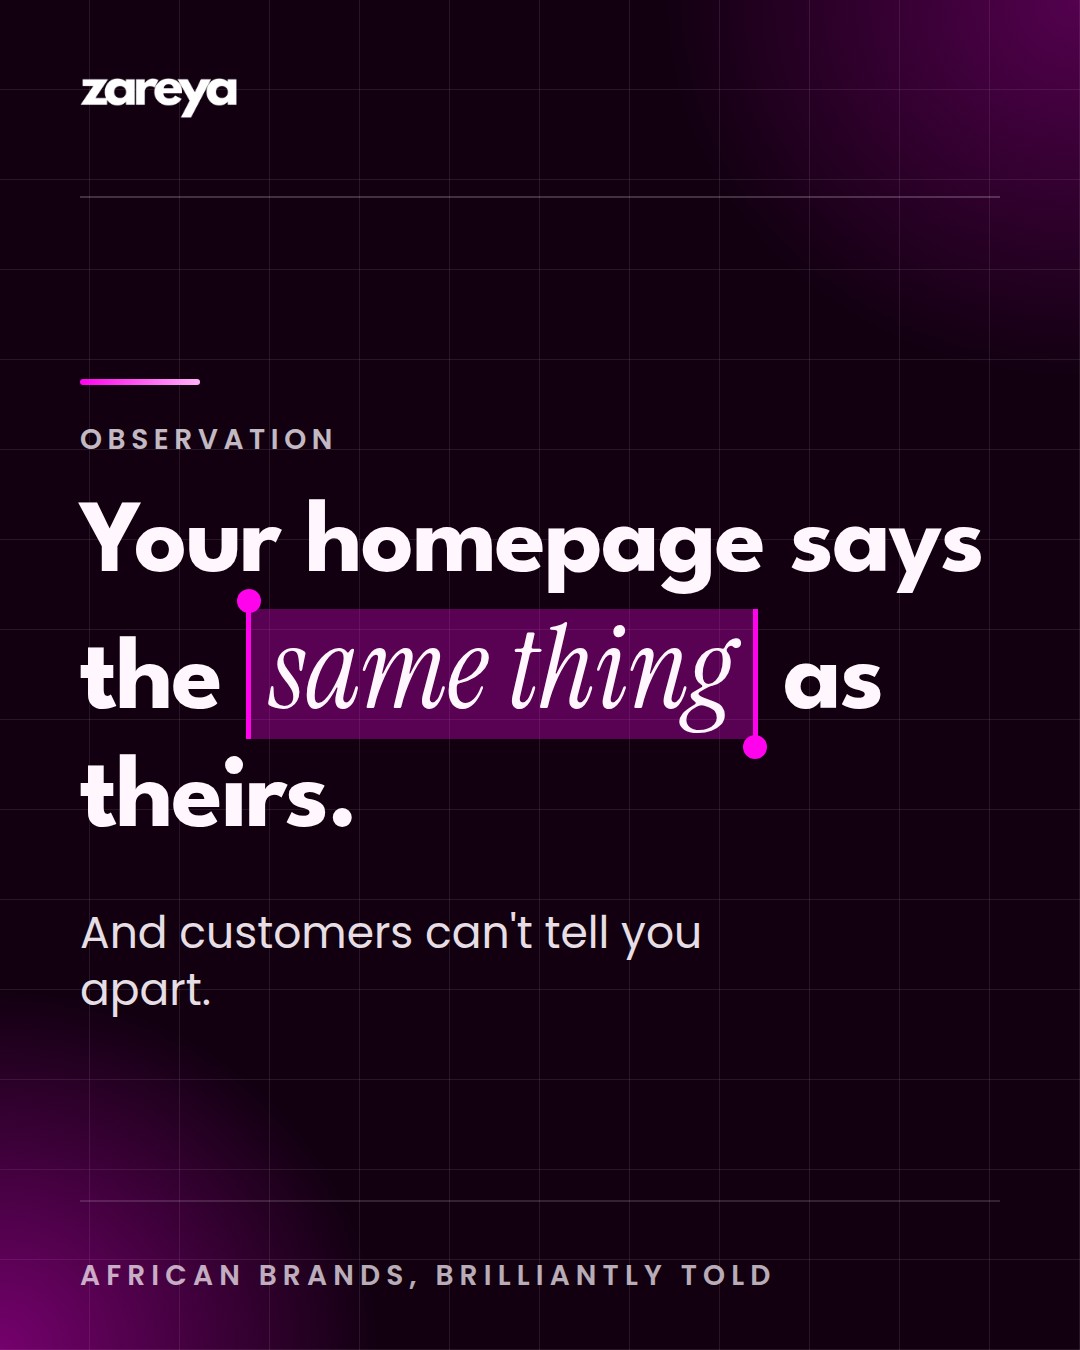 zareya
OBSERVATION
Your homepage says
the same thing as
theirs.
And customers can't tell you
apart.
AFRICAN BRANDS, BRILLIANTLY TOLD